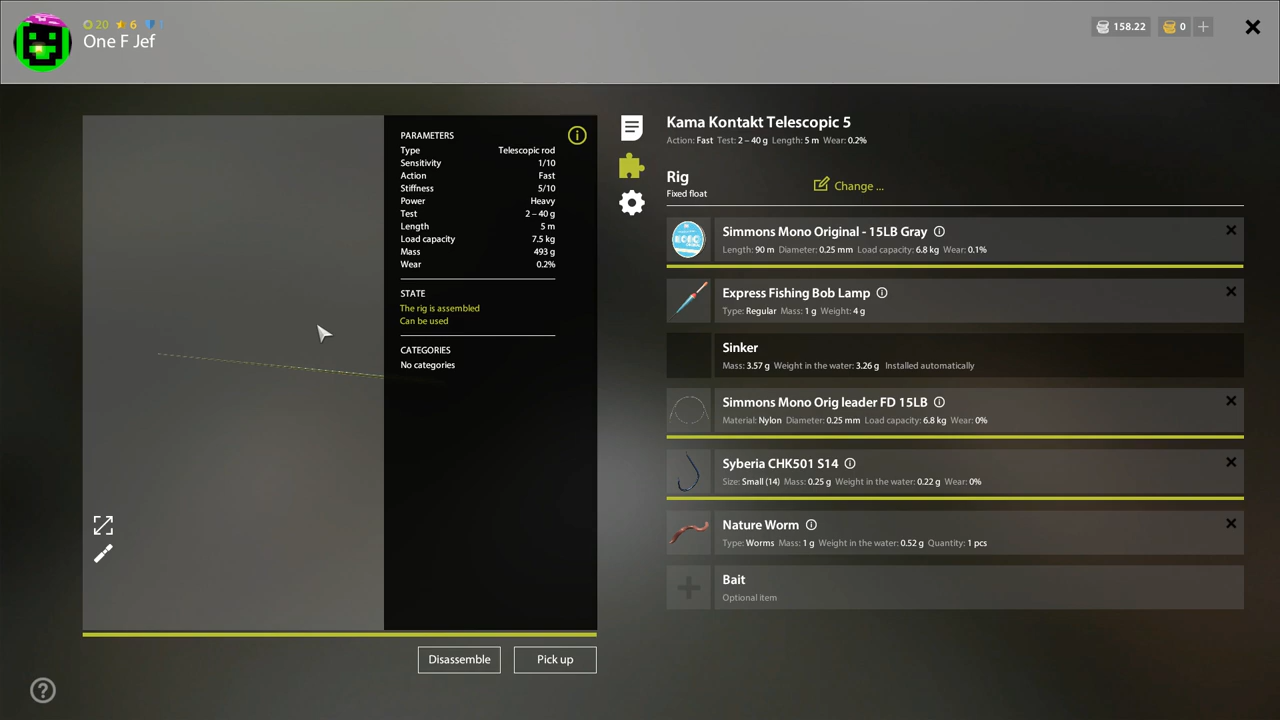 20 6 1
One F Jef
158.22 0
PARAMETERS
Type Telescopic rod
Sensitivity 1/10
Action Fast
Stiffness 5/10
Power Heavy
Test 2 – 40 g
Length 5 m
Load capacity 7.5 kg
Mass 493 g
Wear 0.2%
STATE
The rig is assembled
Can be used
CATEGORIES
No categories
Disassemble Pick up
Kama Kontakt Telescopic 5
Action: Fast Test: 2 – 40 g Length: 5 m Wear: 0.2%
Rig
Fixed float
Change ...
Simmons Mono Original - 15LB Gray
Length: 90 m Diameter: 0.25 mm Load capacity: 6.8 kg Wear: 0.1%
Express Fishing Bob Lamp
Type: Regular Mass: 1 g Weight: 4 g
Sinker
Mass: 3.57 g Weight in the water: 3.26 g Installed automatically
Simmons Mono Orig leader FD 15LB
Material: Nylon Diameter: 0.25 mm Load capacity: 6.8 kg Wear: 0%
Syberia CHK501 S14
Size: Small (14) Mass: 0.25 g Weight in the water: 0.22 g Wear: 0%
Nature Worm
Type: Worms Mass: 1 g Weight in the water: 0.52 g Quantity: 1 pcs
Bait
Optional item